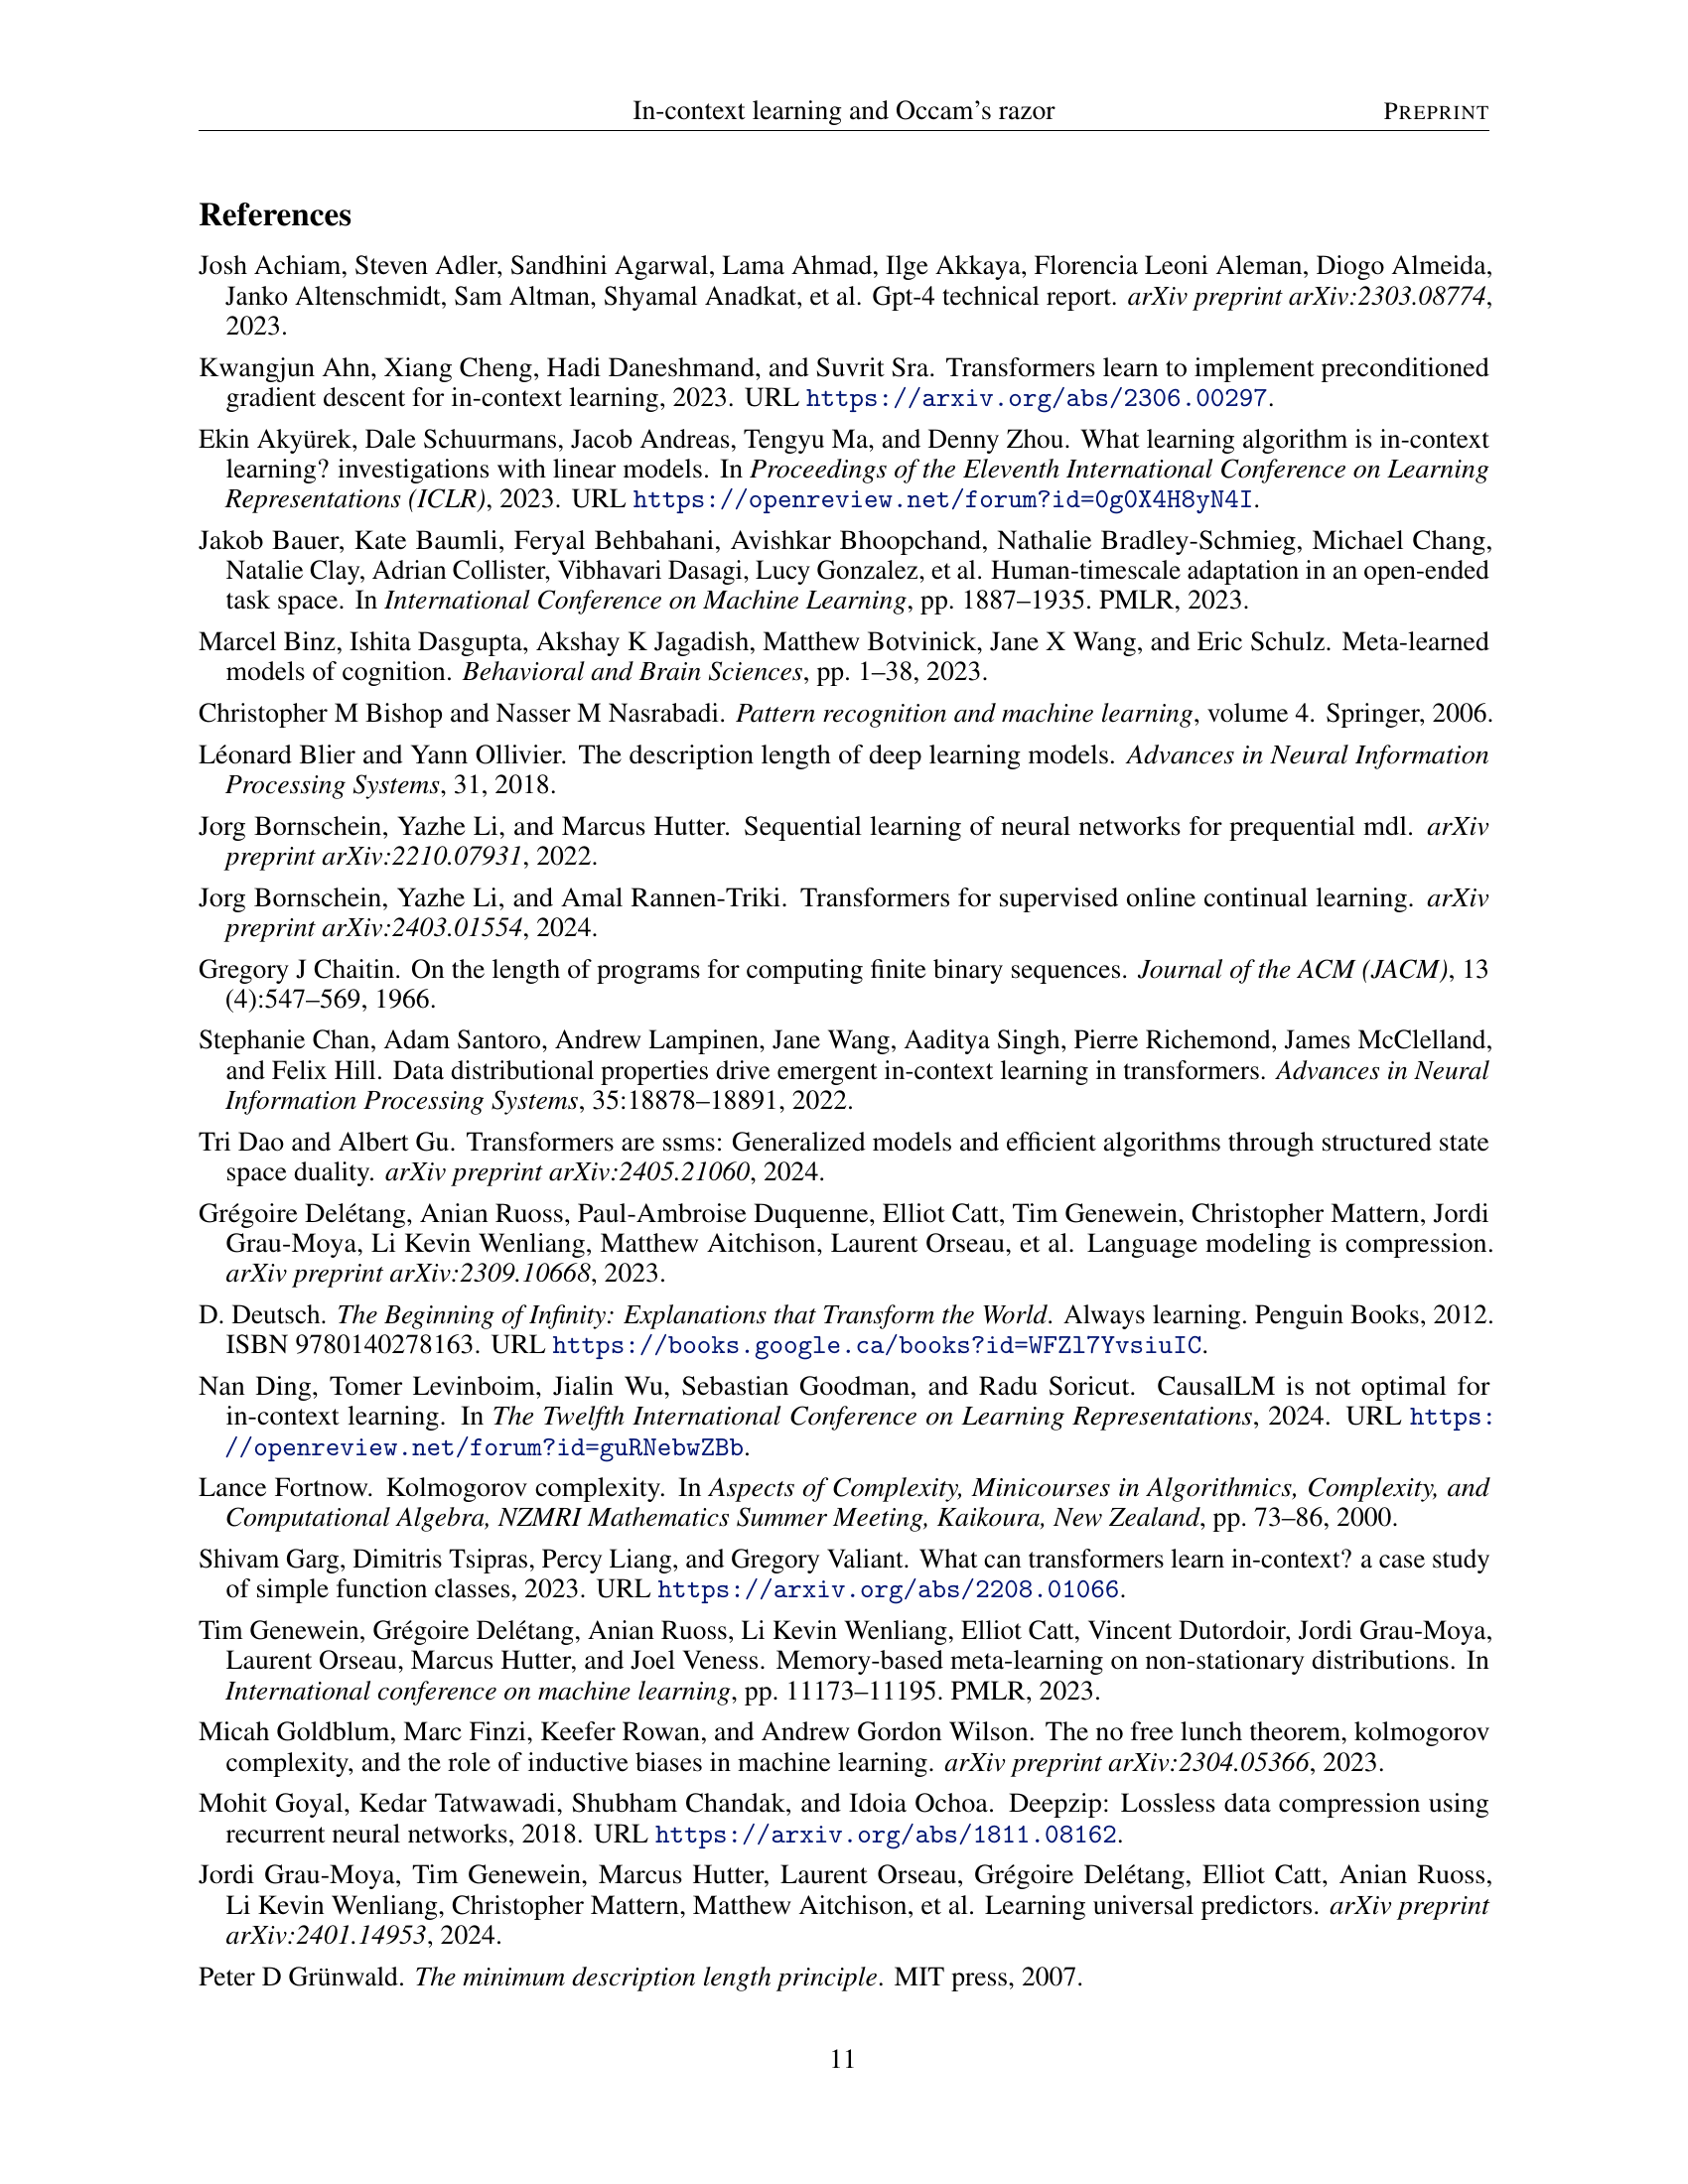 In-context learning and Occam's razor PREPRINT
References
Josh Achiam, Steven Adler, Sandhini Agarwal, Lama Ahmad, Ilge Akkaya, Florencia Leoni Aleman, Diogo Almeida,
Janko Altenschmidt, Sam Altman, Shyamal Anadkat, et al. Gpt-4 technical report. arXiv preprint arXiv:2303.08774,
2023.
Kwangjun Ahn, Xiang Cheng, Hadi Daneshmand, and Suvrit Sra. Transformers learn to implement preconditioned
gradient descent for in-context learning, 2023. URL https://arxiv.org/abs/2306.00297.
Ekin Akyürek, Dale Schuurmans, Jacob Andreas, Tengyu Ma, and Denny Zhou. What learning algorithm is in-context
learning? investigations with linear models. In Proceedings of the Eleventh International Conference on Learning
Representations (ICLR), 2023. URL https://openreview.net/forum?id=0g0X4H8yN4I.
Jakob Bauer, Kate Baumli, Feryal Behbahani, Avishkar Bhoopchand, Nathalie Bradley-Schmieg, Michael Chang,
Natalie Clay, Adrian Collister, Vibhavari Dasagi, Lucy Gonzalez, et al. Human-timescale adaptation in an open-ended
task space. In International Conference on Machine Learning, pp. 1887–1935. PMLR, 2023.
Marcel Binz, Ishita Dasgupta, Akshay K Jagadish, Matthew Botvinick, Jane X Wang, and Eric Schulz. Meta-learned
models of cognition. Behavioral and Brain Sciences, pp. 1–38, 2023.
Christopher M Bishop and Nasser M Nasrabadi. Pattern recognition and machine learning, volume 4. Springer, 2006.
Léonard Blier and Yann Ollivier. The description length of deep learning models. Advances in Neural Information
Processing Systems, 31, 2018.
Jorg Bornschein, Yazhe Li, and Marcus Hutter. Sequential learning of neural networks for prequential mdl. arXiv
preprint arXiv:2210.07931, 2022.
Jorg Bornschein, Yazhe Li, and Amal Rannen-Triki. Transformers for supervised online continual learning. arXiv
preprint arXiv:2403.01554, 2024.
Gregory J Chaitin. On the length of programs for computing finite binary sequences. Journal of the ACM (JACM), 13
(4):547–569, 1966.
Stephanie Chan, Adam Santoro, Andrew Lampinen, Jane Wang, Aaditya Singh, Pierre Richemond, James McClelland,
and Felix Hill. Data distributional properties drive emergent in-context learning in transformers. Advances in Neural
Information Processing Systems, 35:18878–18891, 2022.
Tri Dao and Albert Gu. Transformers are ssms: Generalized models and efficient algorithms through structured state
space duality. arXiv preprint arXiv:2405.21060, 2024.
Grégoire Delétang, Anian Ruoss, Paul-Ambroise Duquenne, Elliot Catt, Tim Genewein, Christopher Mattern, Jordi
Grau-Moya, Li Kevin Wenliang, Matthew Aitchison, Laurent Orseau, et al. Language modeling is compression.
arXiv preprint arXiv:2309.10668, 2023.
D. Deutsch. The Beginning of Infinity: Explanations that Transform the World. Always learning. Penguin Books, 2012.
ISBN 9780140278163. URL https://books.google.ca/books?id=WFZl7YvsiuIC.
Nan Ding, Tomer Levinboim, Jialin Wu, Sebastian Goodman, and Radu Soricut. CausalLM is not optimal for
in-context learning. In The Twelfth International Conference on Learning Representations, 2024. URL https:
//openreview.net/forum?id=guRNebwZBb.
Lance Fortnow. Kolmogorov complexity. In Aspects of Complexity, Minicourses in Algorithmics, Complexity, and
Computational Algebra, NZMRI Mathematics Summer Meeting, Kaikoura, New Zealand, pp. 73–86, 2000.
Shivam Garg, Dimitris Tsipras, Percy Liang, and Gregory Valiant. What can transformers learn in-context? a case study
of simple function classes, 2023. URL https://arxiv.org/abs/2208.01066.
Tim Genewein, Grégoire Delétang, Anian Ruoss, Li Kevin Wenliang, Elliot Catt, Vincent Dutordoir, Jordi Grau-Moya,
Laurent Orseau, Marcus Hutter, and Joel Veness. Memory-based meta-learning on non-stationary distributions. In
International conference on machine learning, pp. 11173–11195. PMLR, 2023.
Micah Goldblum, Marc Finzi, Keefer Rowan, and Andrew Gordon Wilson. The no free lunch theorem, kolmogorov
complexity, and the role of inductive biases in machine learning. arXiv preprint arXiv:2304.05366, 2023.
Mohit Goyal, Kedar Tatwawadi, Shubham Chandak, and Idoia Ochoa. Deepzip: Lossless data compression using
recurrent neural networks, 2018. URL https://arxiv.org/abs/1811.08162.
Jordi Grau-Moya, Tim Genewein, Marcus Hutter, Laurent Orseau, Grégoire Delétang, Elliot Catt, Anian Ruoss,
Li Kevin Wenliang, Christopher Mattern, Matthew Aitchison, et al. Learning universal predictors. arXiv preprint
arXiv:2401.14953, 2024.
Peter D Grünwald. The minimum description length principle. MIT press, 2007.
11